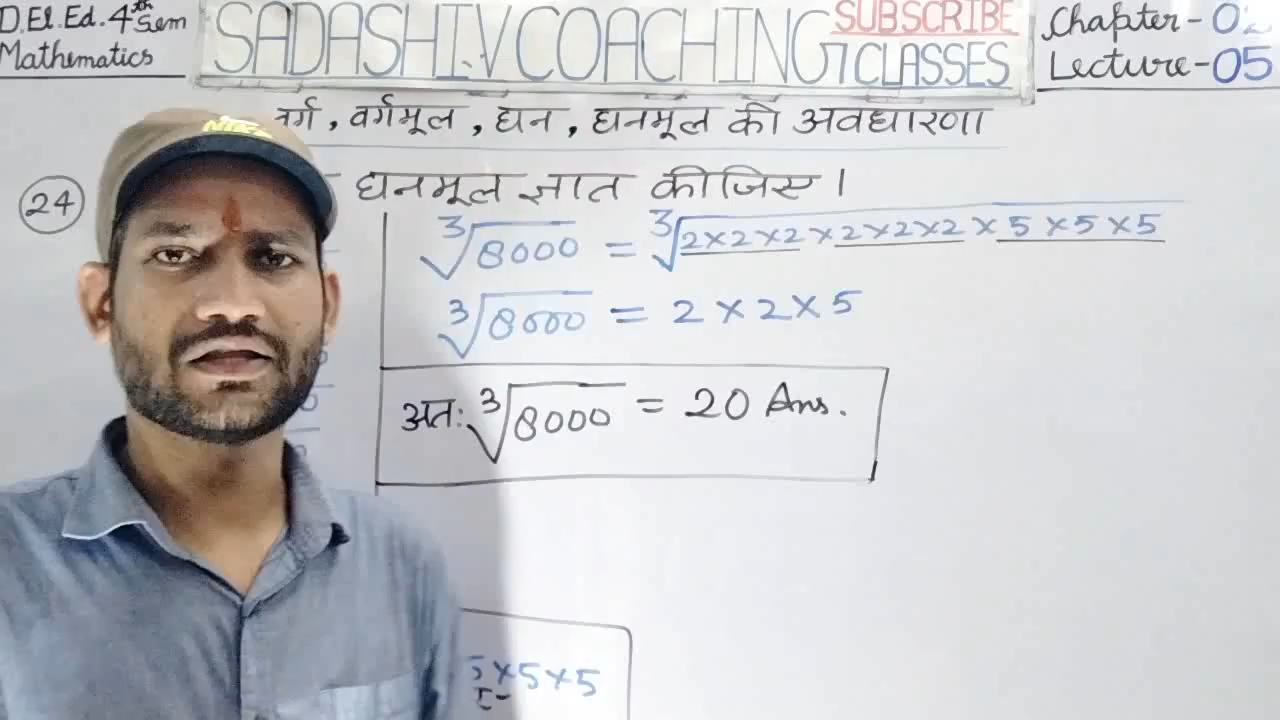 D.El.Ed. 4th Sem
Mathematics
SADASHIV COACHING CLASSES
SUBSCRIBE
Chapter-02
Lecture-05
वर्ग, वर्गमूल, घन, घनमूल की अवधारणा
24
घनमूल ज्ञात कीजिए।
∛8000 = ∛2×2×2×2×2×2×5×5×5
∛8000 = 2×2×5
अतः ∛8000 = 20 Ans.
5×5×5